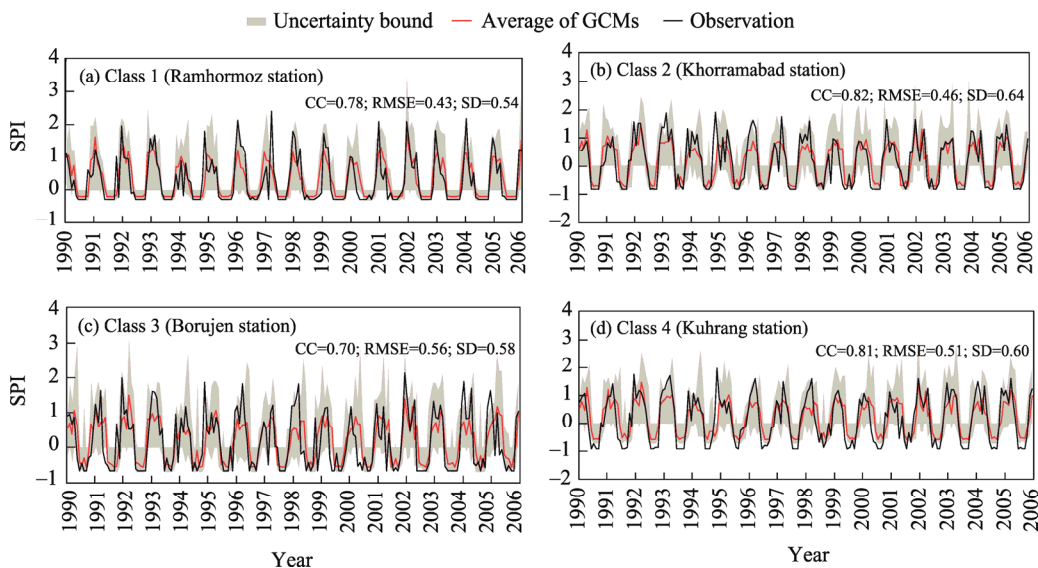 Uncertainty bound Average of GCMs Observation
(a) Class 1 (Ramhormoz station)
CC=0.78; RMSE=0.43; SD=0.54
SPI
4
3
2
1
0
−1
1990 1991 1992 1993 1994 1995 1996 1997 1998 1999 2000 2001 2002 2003 2004 2005 2006
(b) Class 2 (Khorramabad station)
CC=0.82; RMSE=0.46; SD=0.64
4
3
2
1
0
−1
−2
1990 1991 1992 1993 1994 1995 1996 1997 1998 1999 2000 2001 2002 2003 2004 2005 2006
(c) Class 3 (Borujen station)
CC=0.70; RMSE=0.56; SD=0.58
SPI
4
3
2
1
0
−1
1990 1991 1992 1993 1994 1995 1996 1997 1998 1999 2000 2001 2002 2003 2004 2005 2006
Year
(d) Class 4 (Kuhrang station)
CC=0.81; RMSE=0.51; SD=0.60
4
3
2
1
0
−1
−2
1990 1991 1992 1993 1994 1995 1996 1997 1998 1999 2000 2001 2002 2003 2004 2005 2006
Year